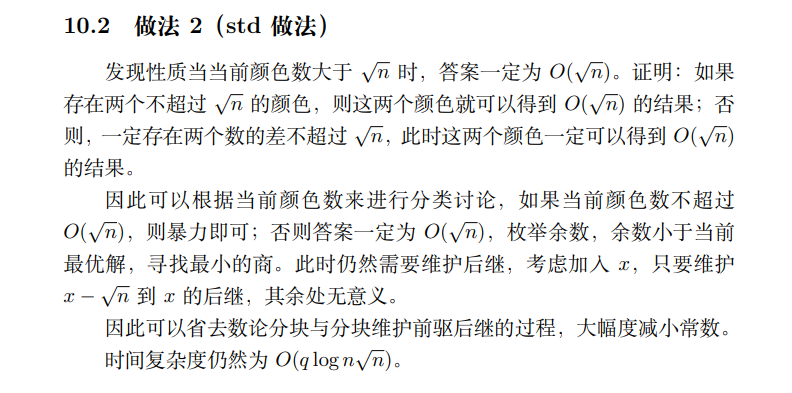 10.2 做法 2（std 做法）
发现性质当当前颜色数大于 √n 时，答案一定为 O(√n)。证明：如果
存在两个不超过 √n 的颜色，则这两个颜色就可以得到 O(√n) 的结果；否
则，一定存在两个数的差不超过 √n，此时这两个颜色一定可以得到 O(√n)
的结果。
因此可以根据当前颜色数来进行分类讨论，如果当前颜色数不超过
O(√n)，则暴力即可；否则答案一定为 O(√n)，枚举余数，余数小于当前
最优解，寻找最小的商。此时仍然需要维护后继，考虑加入 x，只要维护
x − √n 到 x 的后继，其余处无意义。
因此可以省去数论分块与分块维护前驱后继的过程，大幅度减小常数。
时间复杂度仍然为 O(q log n√n)。